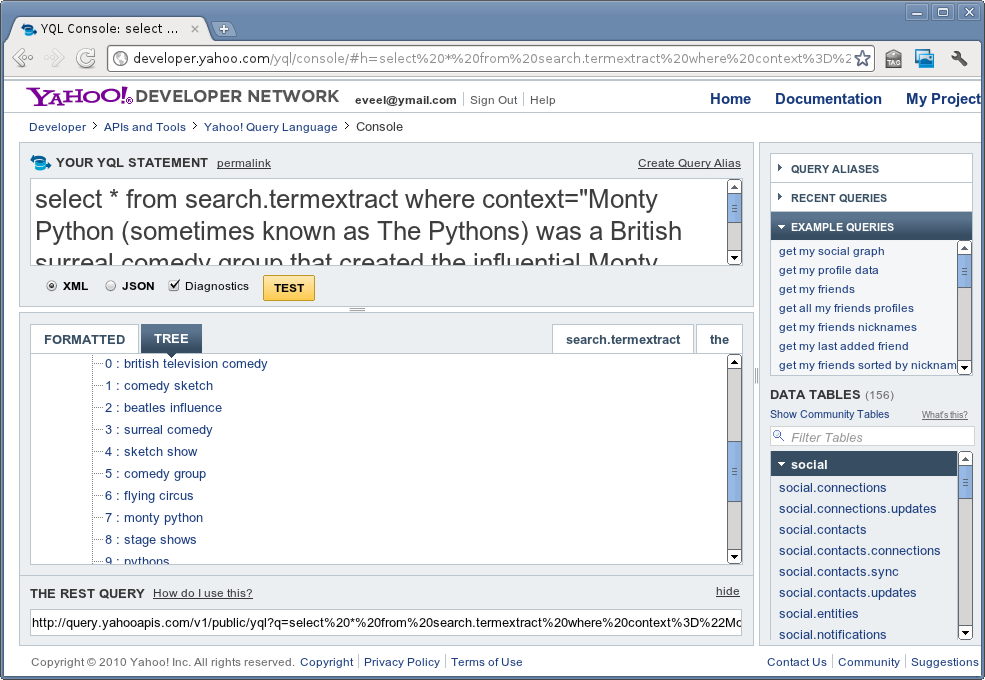 YQL Console: select ...
developer.yahoo.com/yql/console/#h=select%20*%20from%20search.termextract%20where%20context%3D%2
TAG
YAHOO! DEVELOPER NETWORK eveel@ymail.com Sign Out Help Home Documentation My Project
Developer > APIs and Tools > Yahoo! Query Language > Console
YOUR YQL STATEMENT permalink Create Query Alias
select * from search.termextract where context="Monty
Python (sometimes known as The Pythons) was a British
surreal comedy group that created the influential Monty
XML JSON Diagnostics TEST
FORMATTED TREE search.termextract the
0 : british television comedy
1 : comedy sketch
2 : beatles influence
3 : surreal comedy
4 : sketch show
5 : comedy group
6 : flying circus
7 : monty python
8 : stage shows
9 : pythons
THE REST QUERY How do I use this? hide
http://query.yahooapis.com/v1/public/yql?q=select%20*%20from%20search.termextract%20where%20context%3D%22Mo
QUERY ALIASES
RECENT QUERIES
EXAMPLE QUERIES
get my social graph
get my profile data
get my friends
get all my friends profiles
get my friends nicknames
get my last added friend
get my friends sorted by nicknam
DATA TABLES (156)
Show Community Tables What's this?
Filter Tables
social
social.connections
social.connections.updates
social.contacts
social.contacts.connections
social.contacts.sync
social.contacts.updates
social.entities
social.notifications
Copyright © 2010 Yahoo! Inc. All rights reserved. Copyright Privacy Policy Terms of Use Contact Us Community Suggestions